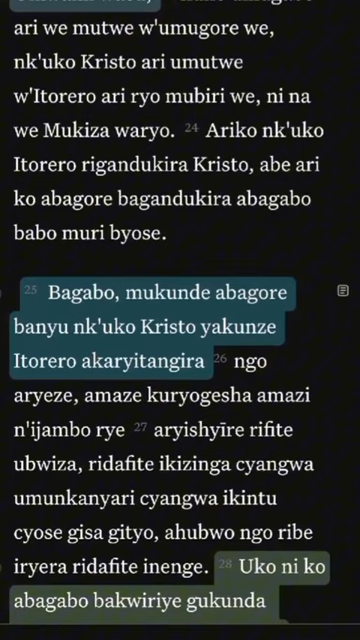 ari we mutwe w'umugore we,
nk'uko Kristo ari umutwe
w'Itorero ari ryo mubiri we, ni na
we Mukiza waryo. 24 Ariko nk'uko
Itorero rigandukira Kristo, abe ari
ko abagore bagandukira abagabo
babo muri byose.
25 Bagabo, mukunde abagore
banyu nk'uko Kristo yakunze
Itorero akaryitangira 26 ngo
aryeze, amaze kuryogesha amazi
n'ijambo rye 27 aryishyīre rifite
ubwiza, ridafite ikizinga cyangwa
umunkanyari cyangwa ikintu
cyose gisa gityo, ahubwo ngo ribe
iryera ridafite inenge. 28 Uko ni ko
abagabo bakwiriye gukunda